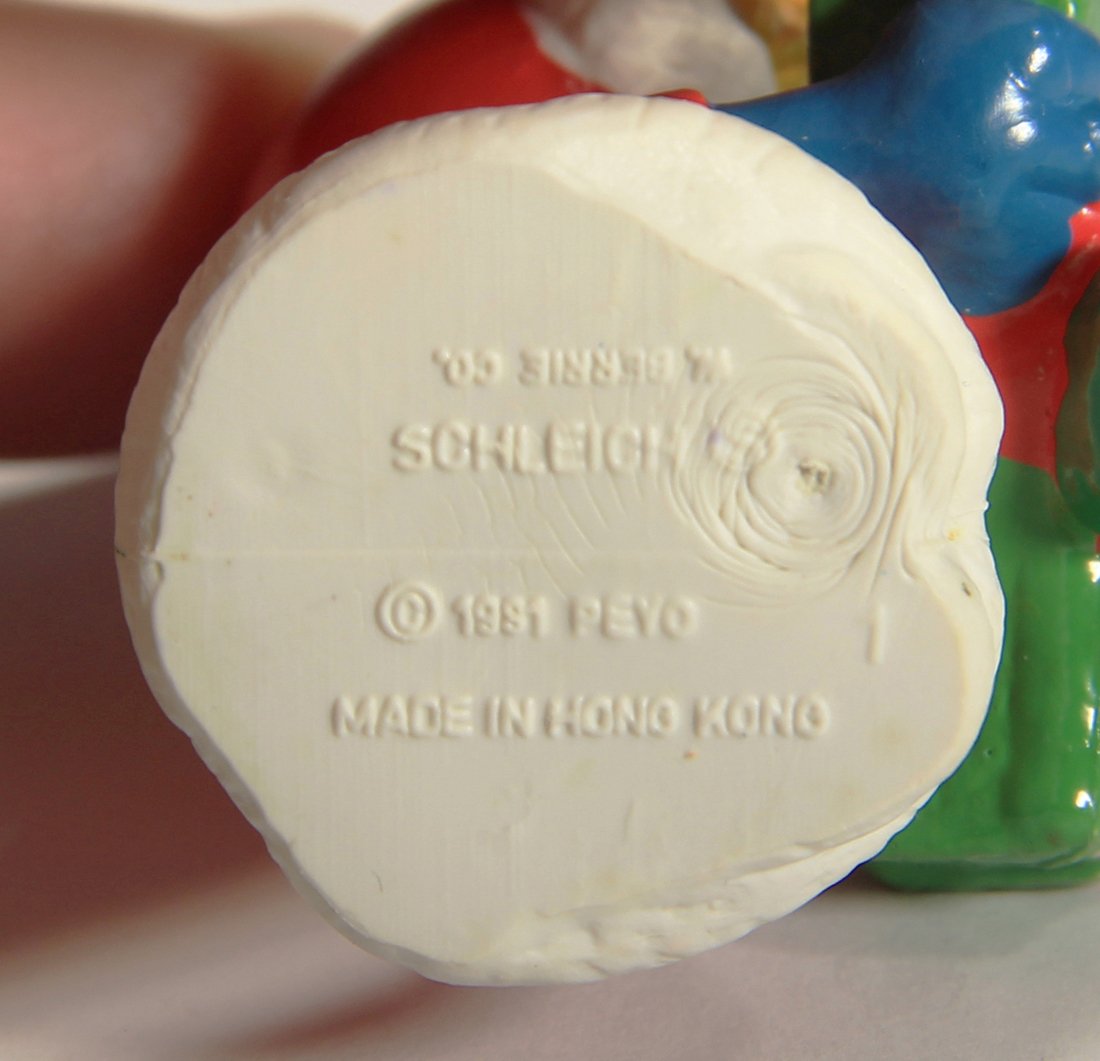 W. BERRIE CO.
SCHLEICH S
© 1981 PEYO
MADE IN HONG KONG